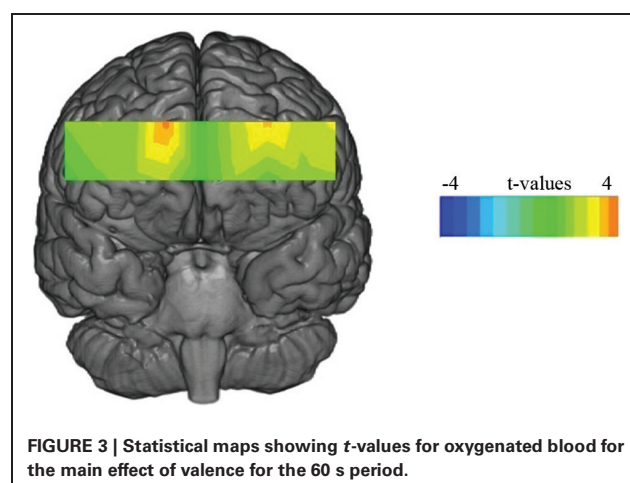 -4 t-values 4
FIGURE 3 | Statistical maps showing t-values for oxygenated blood for
the main effect of valence for the 60 s period.